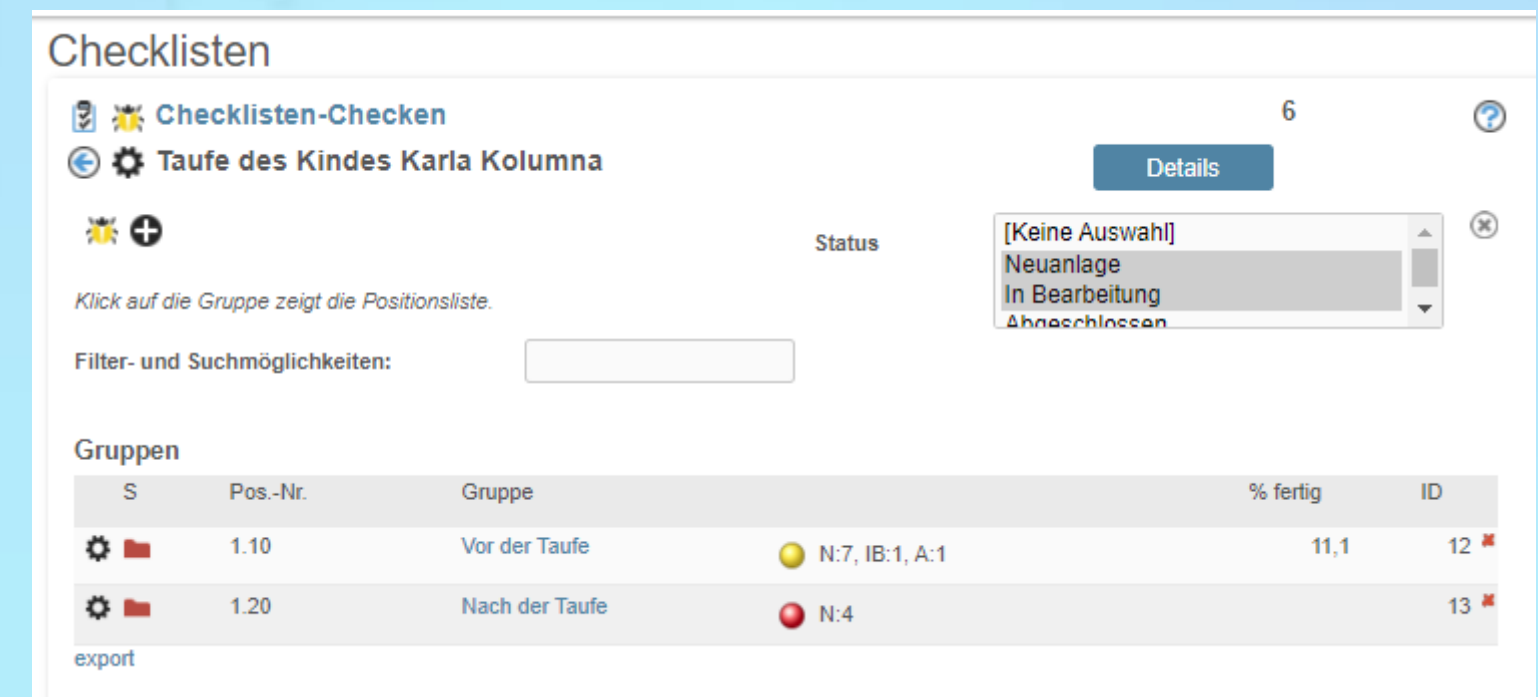 Checklisten
Checklisten-Checken 6
Taufe des Kindes Karla Kolumna Details
Status [Keine Auswahl]
Neuanlage
In Bearbeitung
Abgeschlossen
Klick auf die Gruppe zeigt die Positionsliste.
Filter- und Suchmöglichkeiten:
Gruppen
S Pos.-Nr. Gruppe % fertig ID
1.10 Vor der Taufe N:7, IB:1, A:1 11,1 12
1.20 Nach der Taufe N:4 13
export